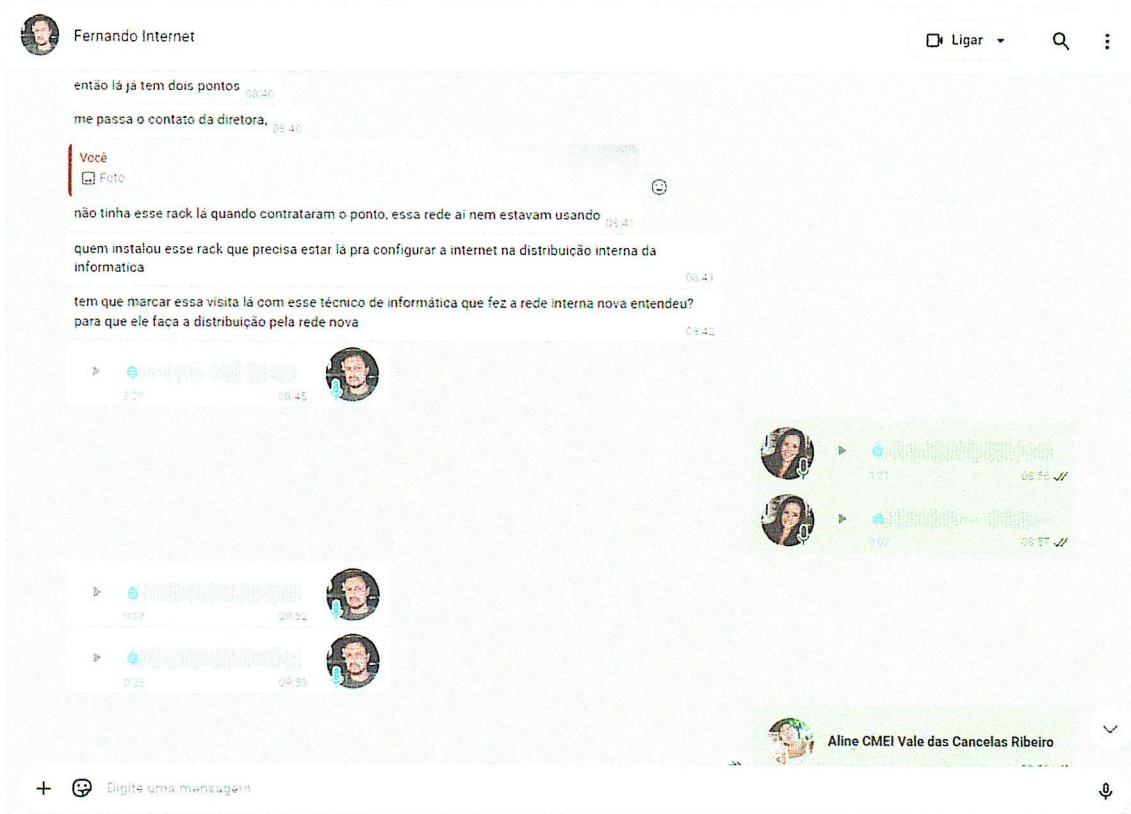 Fernando Internet
Ligar
então lá já tem dois pontos 08:40
me passa o contato da diretora, 08:40
Você
Foto
não tinha esse rack lá quando contrataram o ponto, essa rede ai nem estavam usando 08:41
quem instalou esse rack que precisa estar lá pra configurar a internet na distribuição interna da
informatica 08:41
tem que marcar essa visita lá com esse técnico de informática que fez a rede interna nova entendeu?
para que ele faça a distribuição pela rede nova 08:42
08:45
08:56
08:57
09:52
09:53
Aline CMEI Vale das Cancelas Ribeiro
Digite uma mensagem